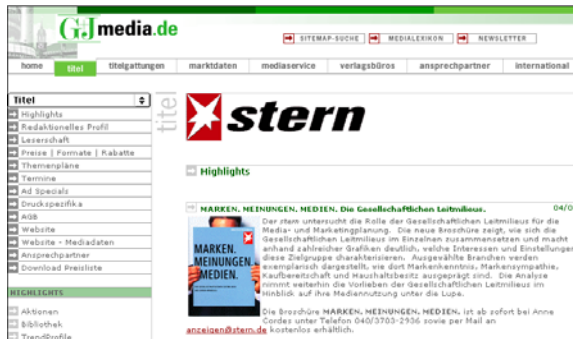 G+J media.de
SITEMAP-SUCHE MEDIALEXIKON NEWSLETTER
home titel titelgattungen marktdaten mediaservice verlagsbüros ansprechpartner international
Titel
Highlights
Redaktionelles Profil
Leserschaft
Preise | Formate | Rabatte
Themenpläne
Termine
Ad Specials
Druckspezifika
AGB
Website
Website - Mediadaten
Ansprechpartner
Download Preisliste
HIGHLIGHTS
Aktionen
Bibliothek
TrendProfile
titel
stern
Highlights
MARKEN, MEINUNGEN, MEDIEN. Die Gesellschaftlichen Leitmilieus. 04/0
MARKEN.
MEINUNGEN.
MEDIEN.
Der stern untersucht die Rolle der Gesellschaftlichen Leitmilieus für die
Media- und Marketingplanung. Die neue Broschüre zeigt, wie sich die
Gesellschaftlichen Leitmilieus im Einzelnen zusammensetzen und macht
anhand zahlreicher Grafiken deutlich, welche Interessen und Einstellungen
diese Zielgruppe charakterisieren. Ausgewählte Branchen werden
exemplarisch dargestellt, wie dort Markenkenntnis, Markensympathie,
Kaufbereitschaft und Haushaltsbesitz ausgeprägt sind. Die Analyse
nimmt weiterhin die Vorlieben der Gesellschaftlichen Leitmilieus im
Hinblick auf ihre Mediennutzung unter die Lupe.
Die Broschüre MARKEN, MEINUNGEN, MEDIEN. ist ab sofort bei Anne
Cordes unter Telefon 040/3703-2936 sowie per Mail an
anzeigen@stern.de kostenlos erhältlich.